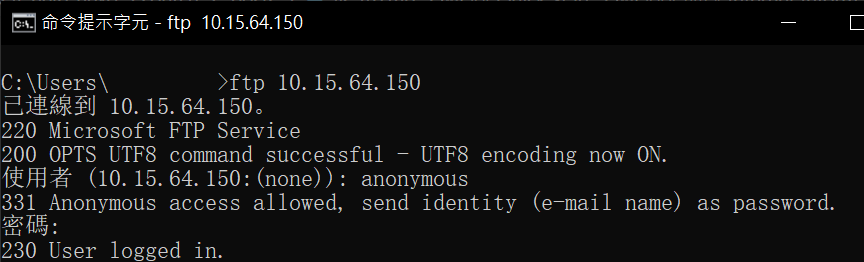 命令提示字元 - ftp 10.15.64.150
C:\Users\ >ftp 10.15.64.150
已連線到 10.15.64.150。
220 Microsoft FTP Service
200 OPTS UTF8 command successful - UTF8 encoding now ON.
使用者 (10.15.64.150:(none)): anonymous
331 Anonymous access allowed, send identity (e-mail name) as password.
密碼:
230 User logged in.